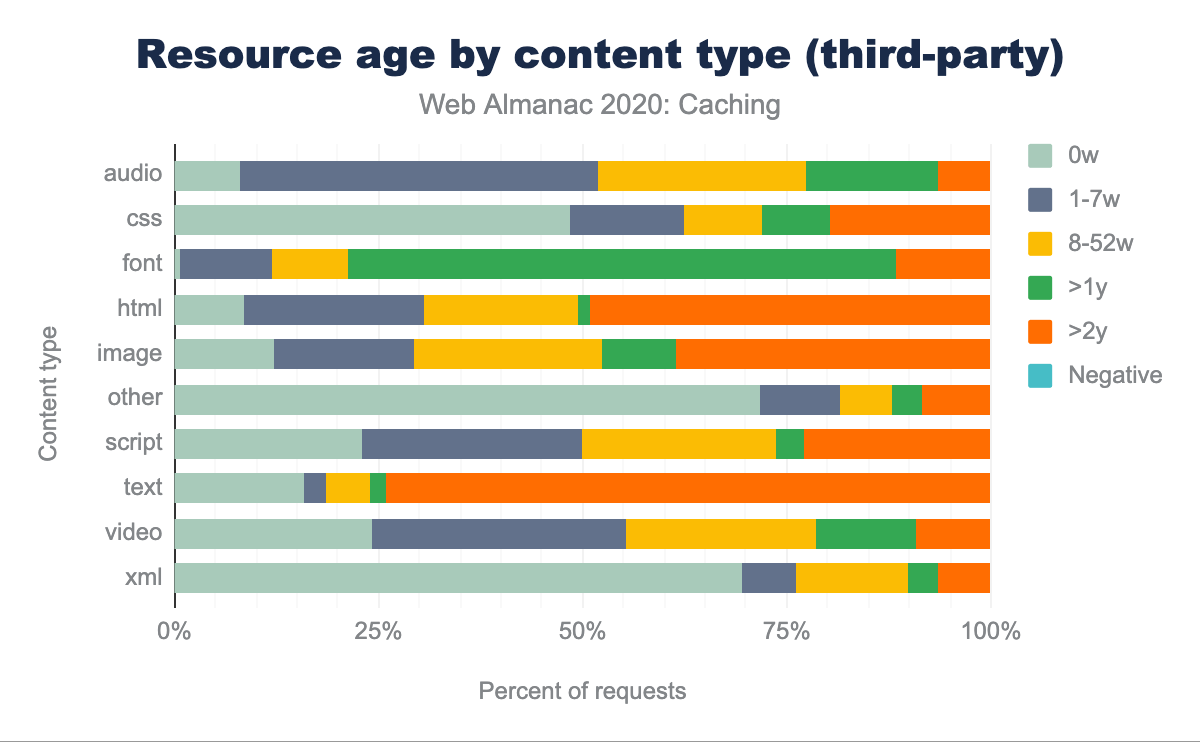 Resource age by content type (third-party)
Web Almanac 2020: Caching
Content type
audio
css
font
html
image
other
script
text
video
xml
0%
25%
50%
75%
100%
Percent of requests
0w
1-7w
8-52w
>1y
>2y
Negative